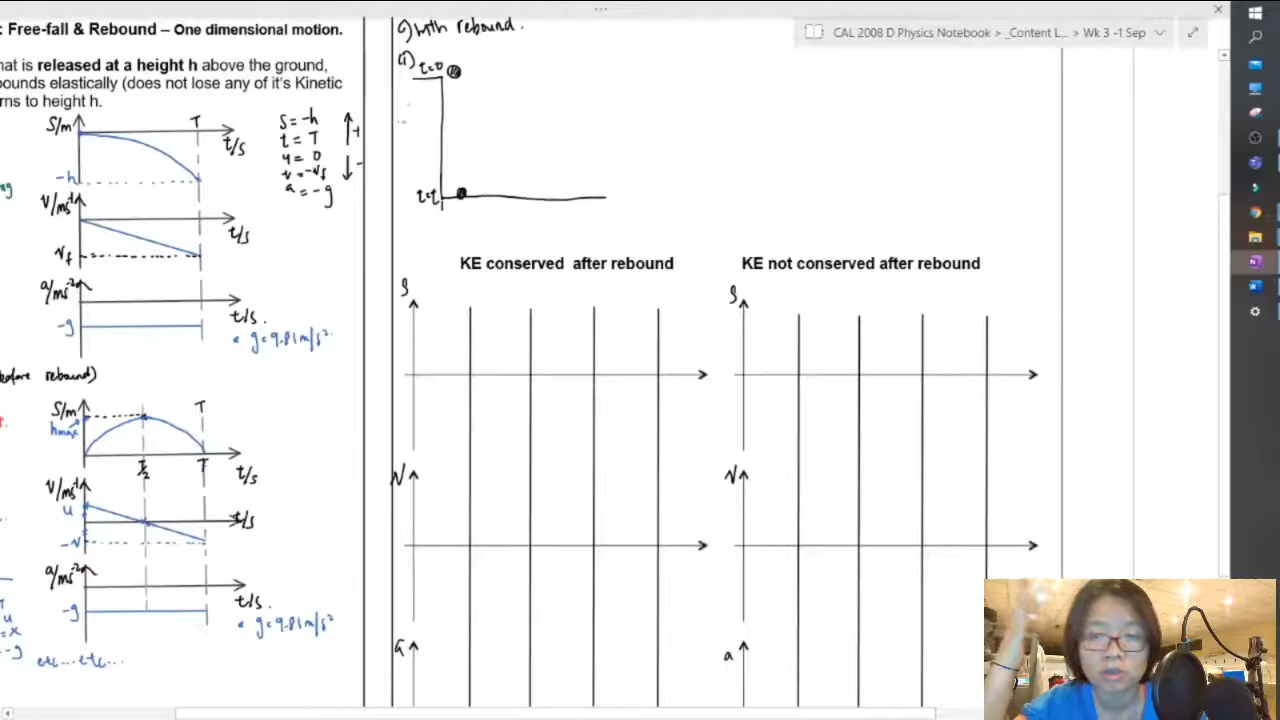 : Free-fall & Rebound – One dimensional motion.
hat is released at a height h above the ground,
bounds elastically (does not lose any of it's Kinetic
rns to height h.
S/m
T
t/s
-h
V/ms⁻¹
t/s
Vf
a/ms⁻²
t/s.
-g
• g=9.81m/s²
S = -h
t = T
u = 0
v = -vf
a = -g
+
-
ng
efore rebound)
S/m
T
hmax
T/2
T
t/s
V/ms⁻¹
u
t/s
-v
a/ms⁻²
t/s.
-g
• g=9.81m/s²
u
= x
= -g
etc... etc...
c) with rebound.
t=0
CAL 2008 D Physics Notebook > _Content L... > Wk 3 -1 Sep
KE conserved after rebound
KE not conserved after rebound
S
S
V
V
a
a